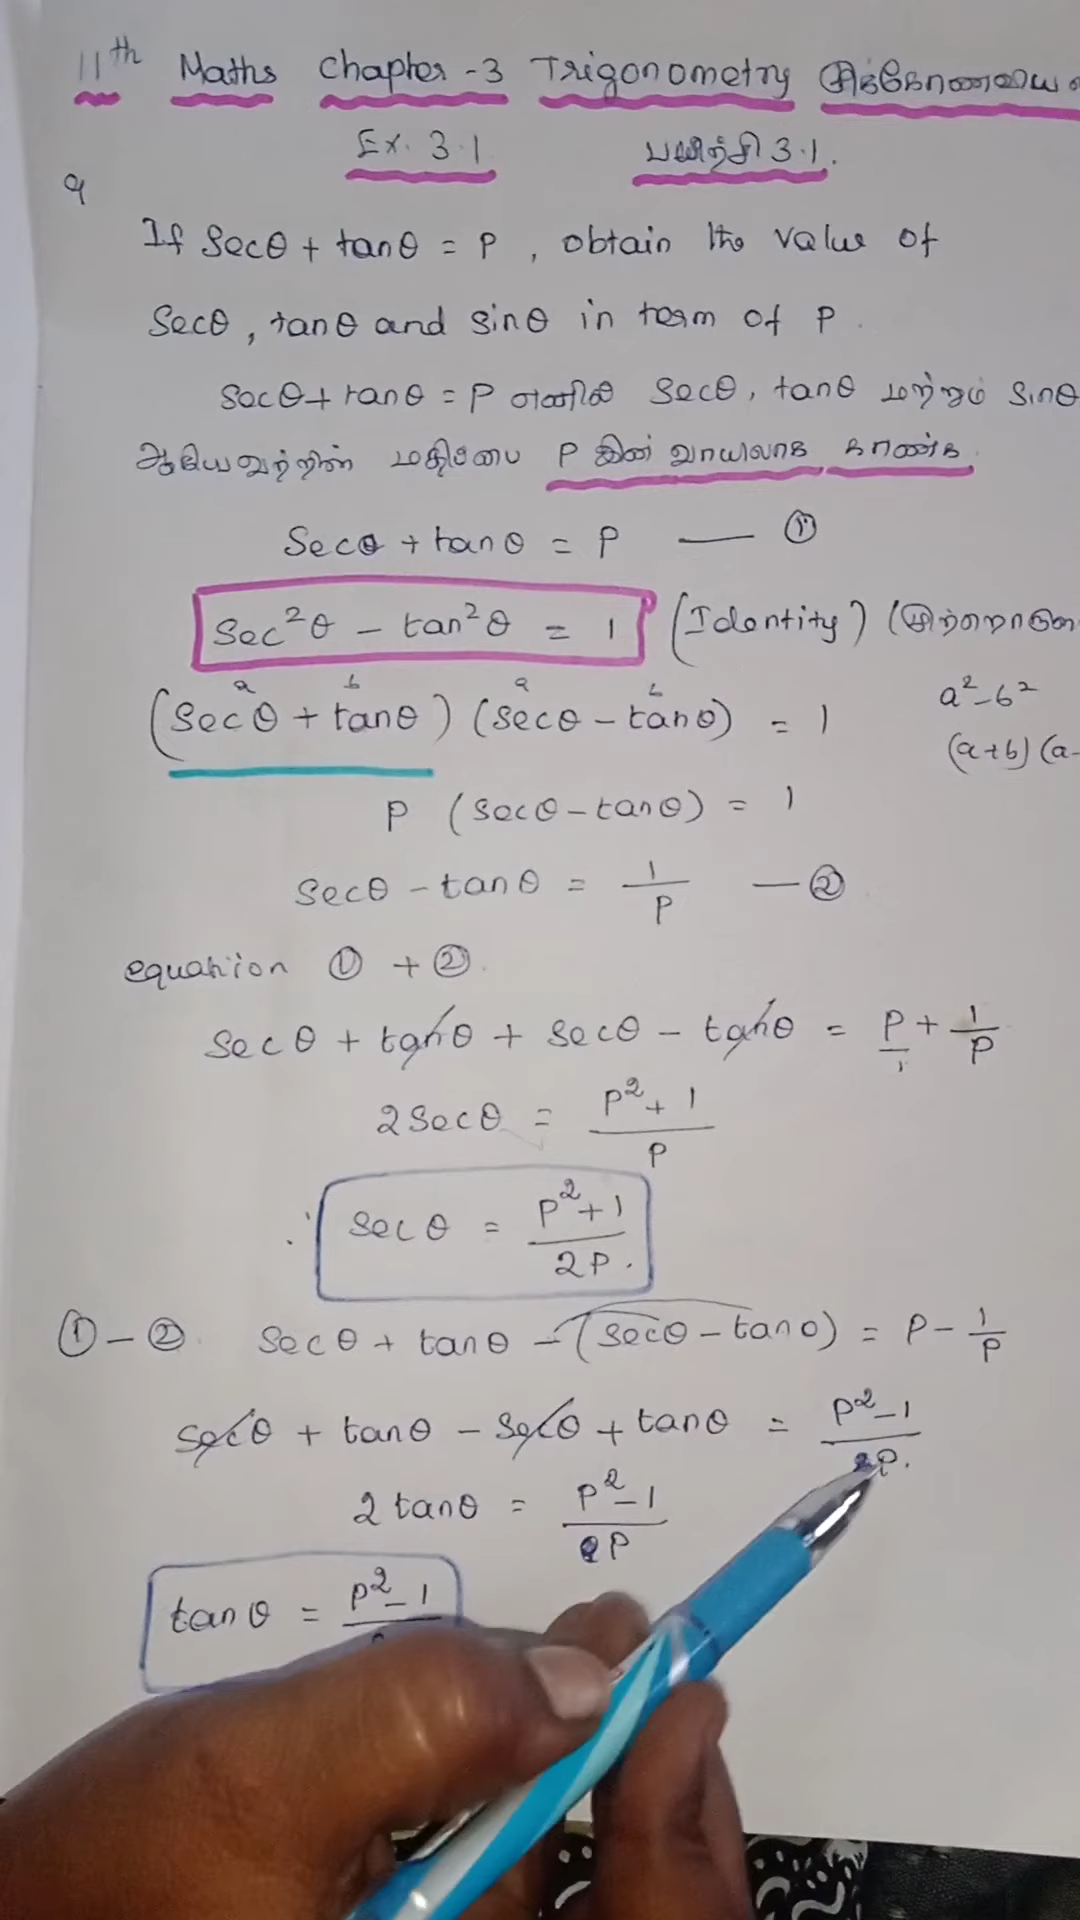 11th Maths Chapter-3 Trigonometry
Ex. 3.1 பயிற்சி 3.1.
9
If Secθ + tanθ = P , obtain the value of
Secθ , tanθ and sinθ in term of P.
Secθ + tanθ = P எனில் Secθ, tanθ மற்றும் Sinθ
ஆகியவற்றின் மதிப்பை P இன் வாயிலாக காண்க.
Secθ + tanθ = P — ①
Sec²θ – tan²θ = 1 (Identity)
a b a b
(Secθ + tanθ) (Secθ – tanθ) = 1 a²-b²
(a+b) (a-
P (Secθ – tanθ) = 1
Secθ – tanθ = 1/P — ②
equation ① + ②.
Secθ + tanθ + Secθ – tanθ = P/1 + 1/P
2Secθ = P²+1/P
∴ Secθ = P²+1/2P.
① – ②. Secθ + tanθ – (Secθ – tanθ) = P – 1/P
Secθ + tanθ – Secθ + tanθ = P²–1/P.
2tanθ = P²–1/P
tanθ = P²–1